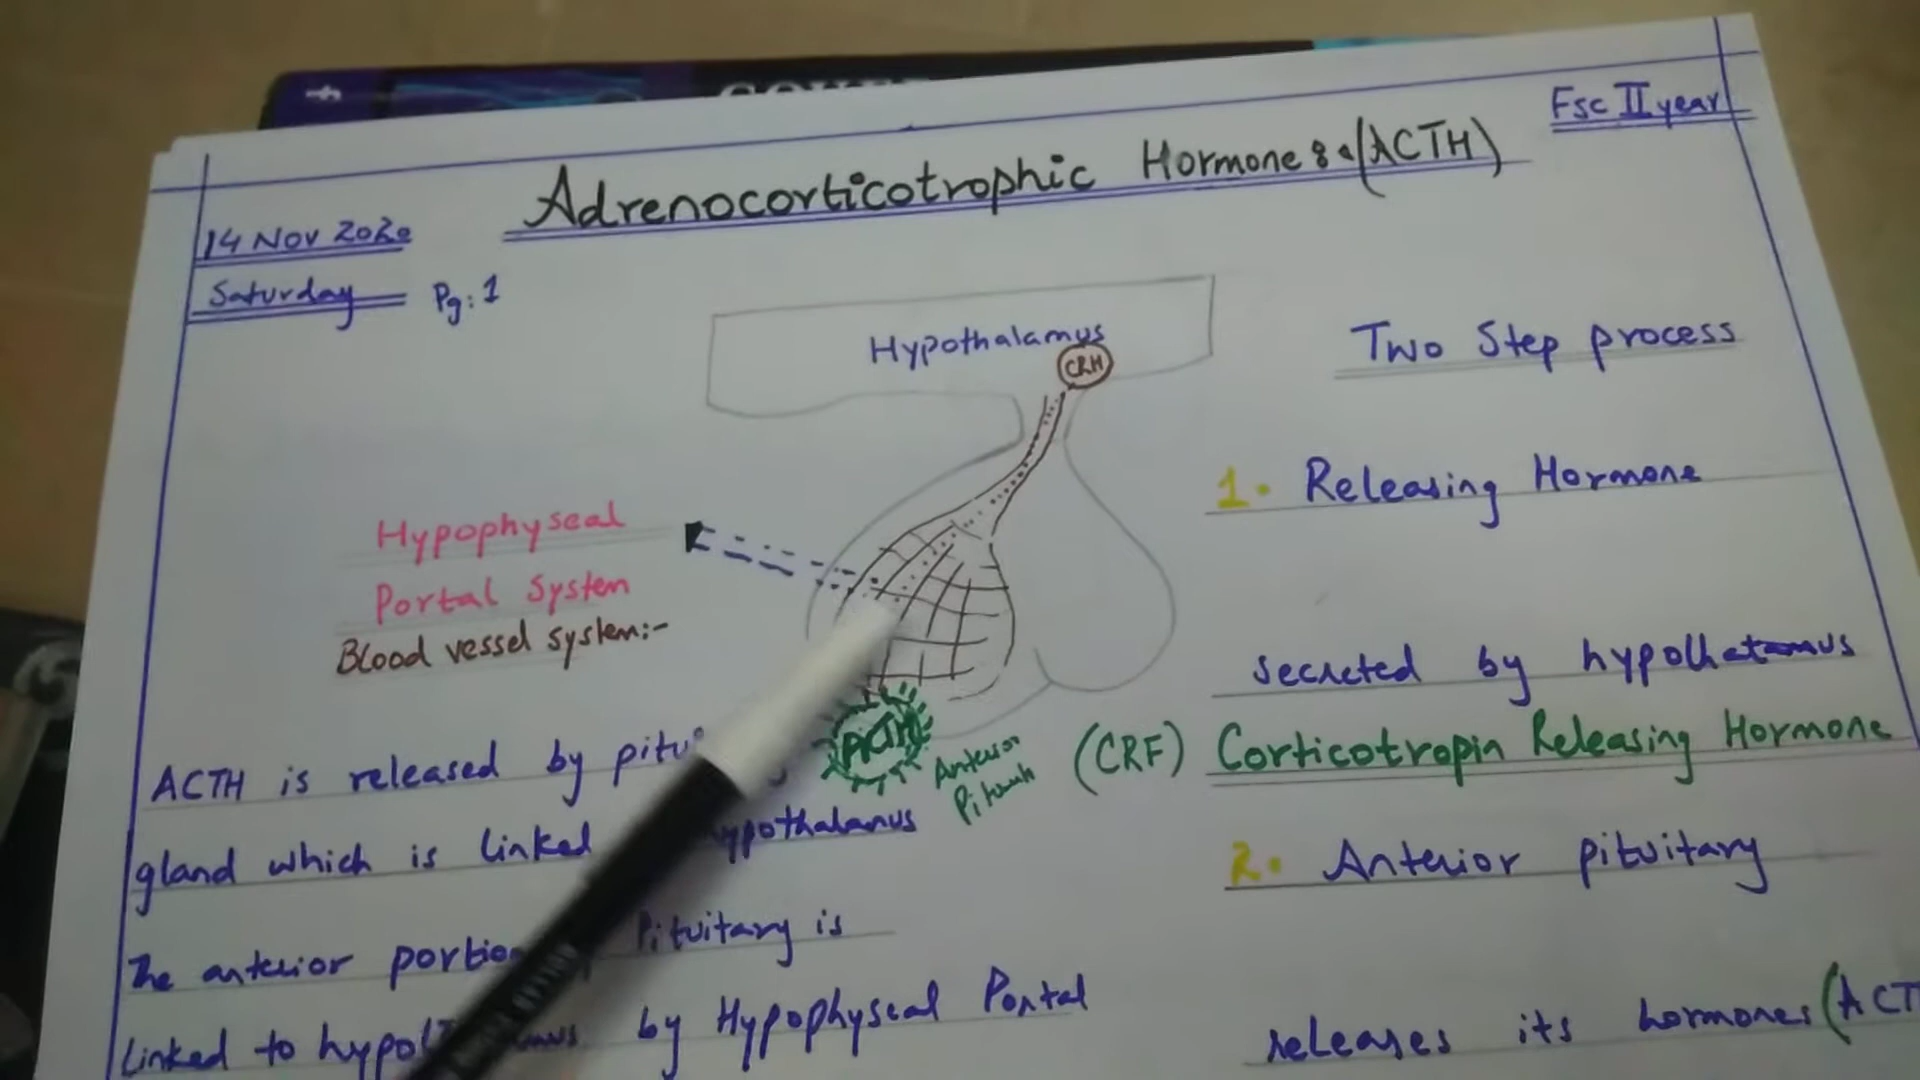 Fsc II year
Adrenocorticotrophic Hormone :- (ACTH)
14 Nov 2020
Saturday Pg: 1
Hypothalamus
CRH
Two Step process
1. Releasing Hormone
Hypophyseal
Portal System
Blood vessel system:-
secreted by hypothalamus
(CRF) Corticotropin Releasing Hormone
ACTH
Anterior
ACTH is released by
gland which is linked
2. Anterior pituitary
The anterior Pituitary is
linked to by Hypophyseal Portal
releases its hormones (ACT